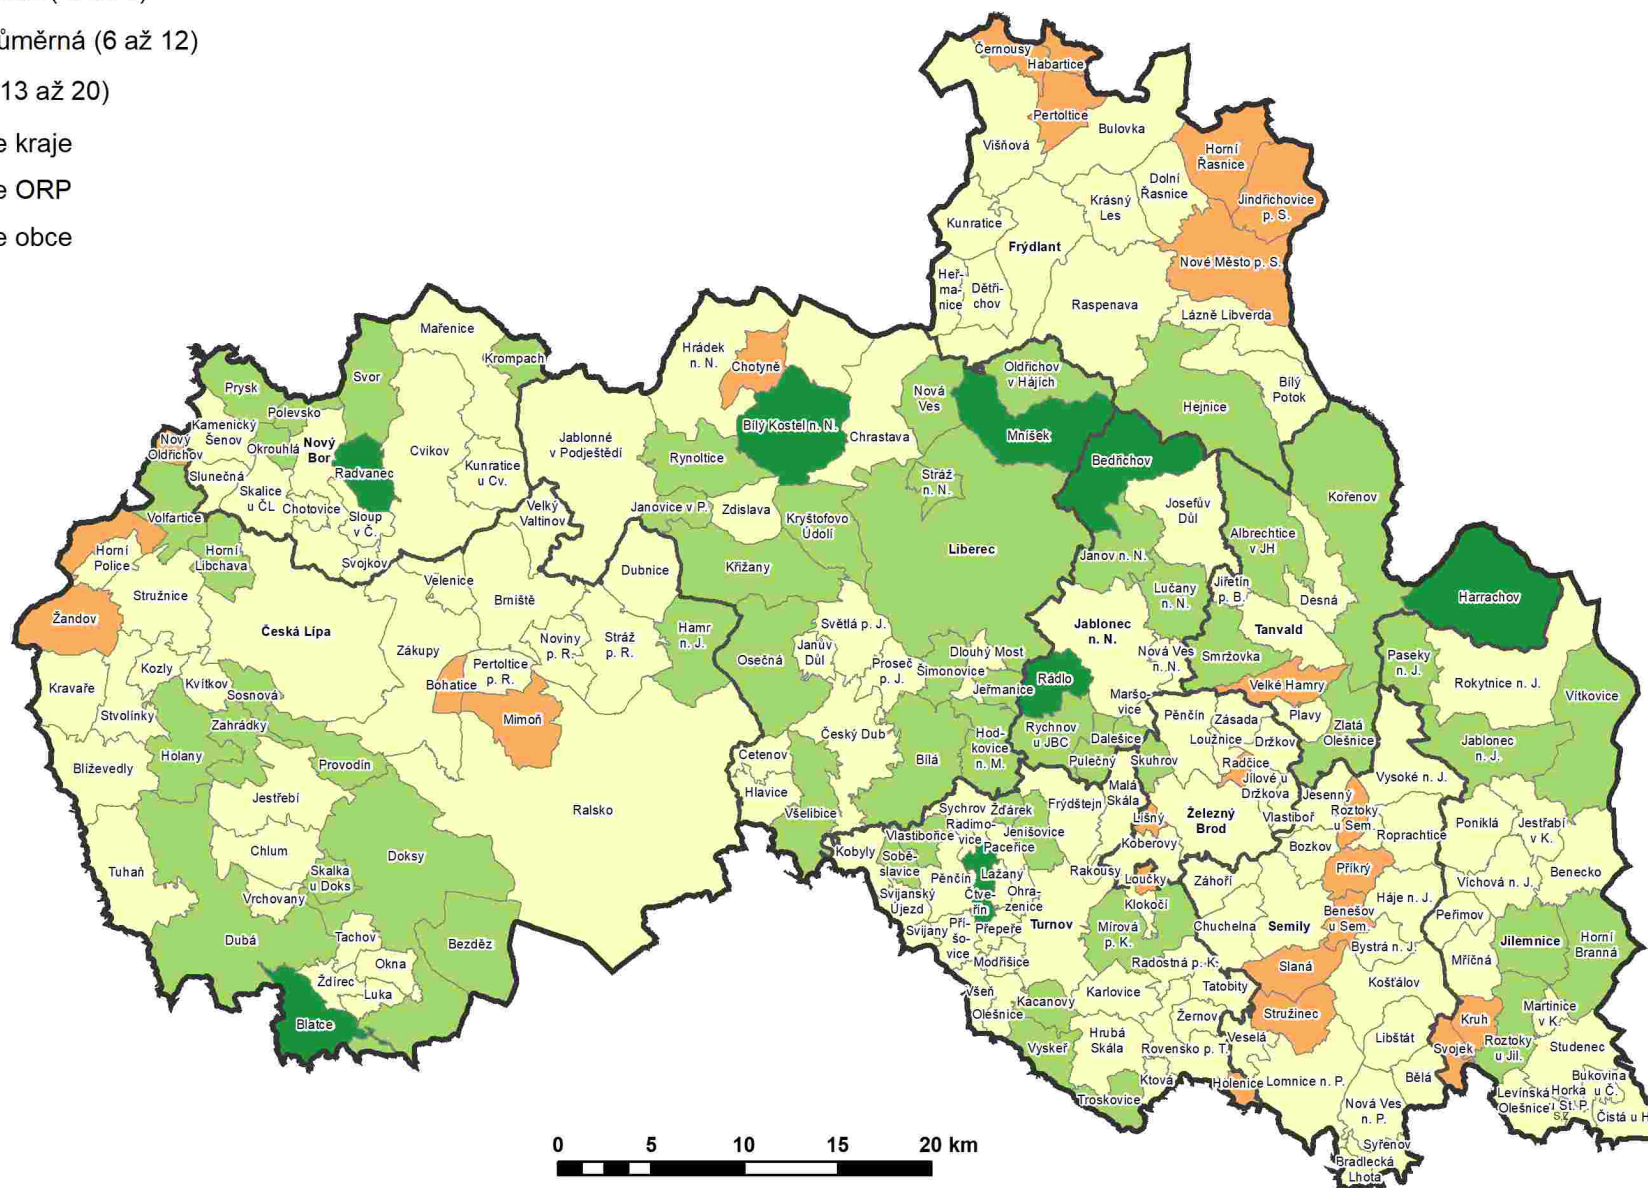 ůměrná (6 až 12)
13 až 20)
e kraje
e ORP
e obce
Černousy
Habartice
Pertoltice
Bulovka
Višňová
Horní
Řasnice
Dolní
Řasnice
Krásný
Les
Jindřichovice
p. S.
Kunratice
Frýdlant
Nové Město p. S.
Heř-
ma-
nice
Dětři-
chov
Raspenava
Lázně Libverda
Mařenice
Krompach
Hrádek
n. N.
Chotyně
Oldřichov
v Hájích
Bílý
Potok
Svor
Prysk
Polevsko
Nová
Ves
Hejnice
Kamenický
Šenov
Nový
Oldřichov
Okrouhlá
Nový
Bor
Bílý Kostel n. N.
Chrastava
Mníšek
Jablonné
v Podještědí
Cvikov
Radvanec
Slunečná
Kunratice
u Cv.
Rynoltice
Bedřichov
Stráž
n. N.
Kořenov
Skalice
u ČL
Chotovice
Sloup
v Č.
Velký
Valtinov
Janovice v P.
Zdislava
Kryštofovo
Údolí
Josefův
Důl
Volfartice
Albrechtice
v JH
Horní
Police
Horní
Libchava
Svojkov
Liberec
Janov n. N.
Křižany
Dubnice
Velenice
Jiřetín
p. B.
Lučany
n. N.
Desná
Harrachov
Stružnice
Brniště
Žandov
Česká Lípa
Hamr
n. J.
Světlá p. J.
Jablonec
n. N.
Tanvald
Noviny
p. R.
Stráž
p. R.
Zákupy
Osečná
Janův
Důl
Dlouhý Most
Nová Ves
n. N.
Smržovka
Paseky
n. J.
Kozly
Pertoltice
p. R.
Proseč
p. J.
Šimonovice
Rádlo
Velké Hamry
Rokytnice n. J.
Kravaře
Kvítkov
Sosnová
Bohatice
Jeřmanice
Maršo-
vice
Vítkovice
Stvolínky
Zahrádky
Mimoň
Český Dub
Hod-
kovice
n. M.
Rychnov
u JBC
Dalešice
Pěnčín
Zásada
Plavy
Zlatá
Olešnice
Loužnice
Držkov
Jablonec
n. J.
Holany
Blíževedly
Provodín
Cetenov
Bílá
Pulečný
Skuhrov
Radčice
Jílové u
Držkova
Vysoké n. J.
Jestřebí
Hlavice
Malá
Skála
Jesenný
Ralsko
Všelibice
Sychrov
Žďárek
Frýdštejn
Líšný
Železný
Brod
Vlastiboř
Roztoky
u Sem.
Poniklá
Jestřabí
v K.
Vlastibořice
Radimo-
vice
Jenišovice
Paceřice
Roprachtice
Chlum
Doksy
Kobyly
Sobě-
slavice
Koberovy
Bozkov
Tuhaň
Skalka
u Doks
Pěnčín
Lažany
Rakousy
Loučky
Záhoří
Příkrý
Víchová n. J.
Benecko
Vrchovany
Svijanský
Újezd
Čtve-
řín
Ohra-
zenice
Klokočí
Háje n. J.
Benešov
u Sem.
Peřimov
Dubá
Tachov
Bezděz
Svijany
Pří-
šo-
vice
Přepeře
Turnov
Mírová
p. K.
Chuchelna
Semily
Bystrá n. J.
Jilemnice
Horní
Branná
Okna
Modřišice
Radostná p. K.
Slaná
Mříčná
Ždírec
Luka
Všeň
Olešnice
Kacanovy
Karlovice
Tatobity
Košťálov
Blatce
Žernov
Stružinec
Kruh
Martinice
v K.
Vyskeř
Hrubá
Skála
Rovensko p. T.
Veselá
Libštát
Svojek
Roztoky
u Jil.
Studenec
Troskovice
Ktová
Holenice
Lomnice n. P.
Bělá
Levínská
Olešnice
Horka
u St. P.
Bukovina
u Č.
Čistá u H
Nová Ves
n. P.
Syřenov
Bradlecká
Lhota
0 5 10 15 20 km